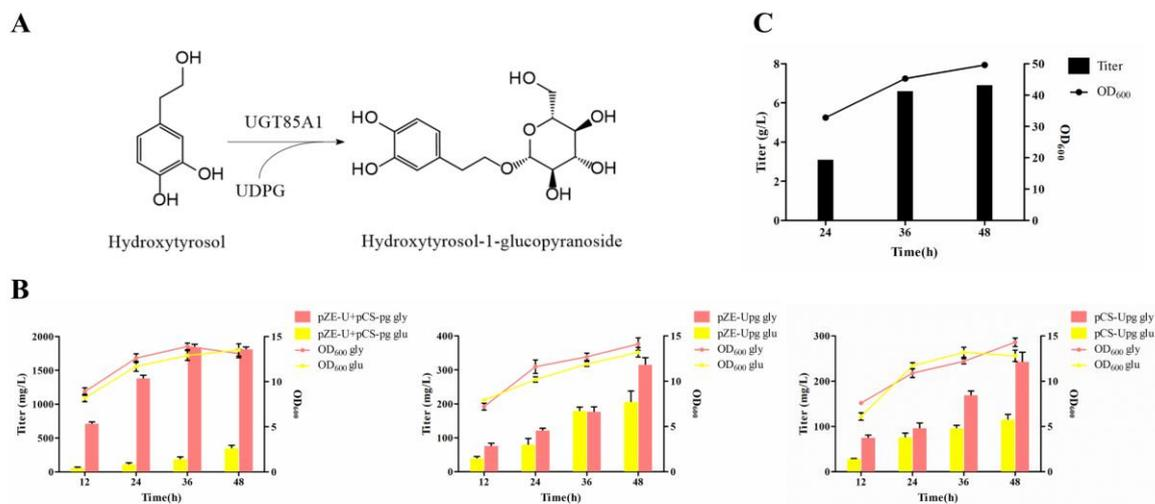 A
OH
OH
OH
Hydroxytyrosol
UGT85A1
UDPG
HO
HO
HO
O
O
OH
OH
OH
Hydroxytyrosol-1-glucopyranoside
C
Titer (g/L)
8
6
4
2
0
24
36
48
Time(h)
50
40
30
20
10
0
OD600
Titer
OD600
B
Titer (mg/L)
2000
1500
1000
500
0
12
24
36
48
Time(h)
15
10
5
0
OD600
pZE-U+pCS-pg gly
pZE-U+pCS-pg glu
OD600 gly
OD600 glu
Titer (mg/L)
400
300
200
100
0
12
24
36
48
Time(h)
15
10
5
0
OD600
pZE-Upg gly
pZE-Upg glu
OD600 gly
OD600 glu
Titer (mg/L)
300
200
100
0
12
24
36
48
Time(h)
15
10
5
0
OD600
pCS-Upg gly
pCS-Upg glu
OD600 gly
OD600 glu